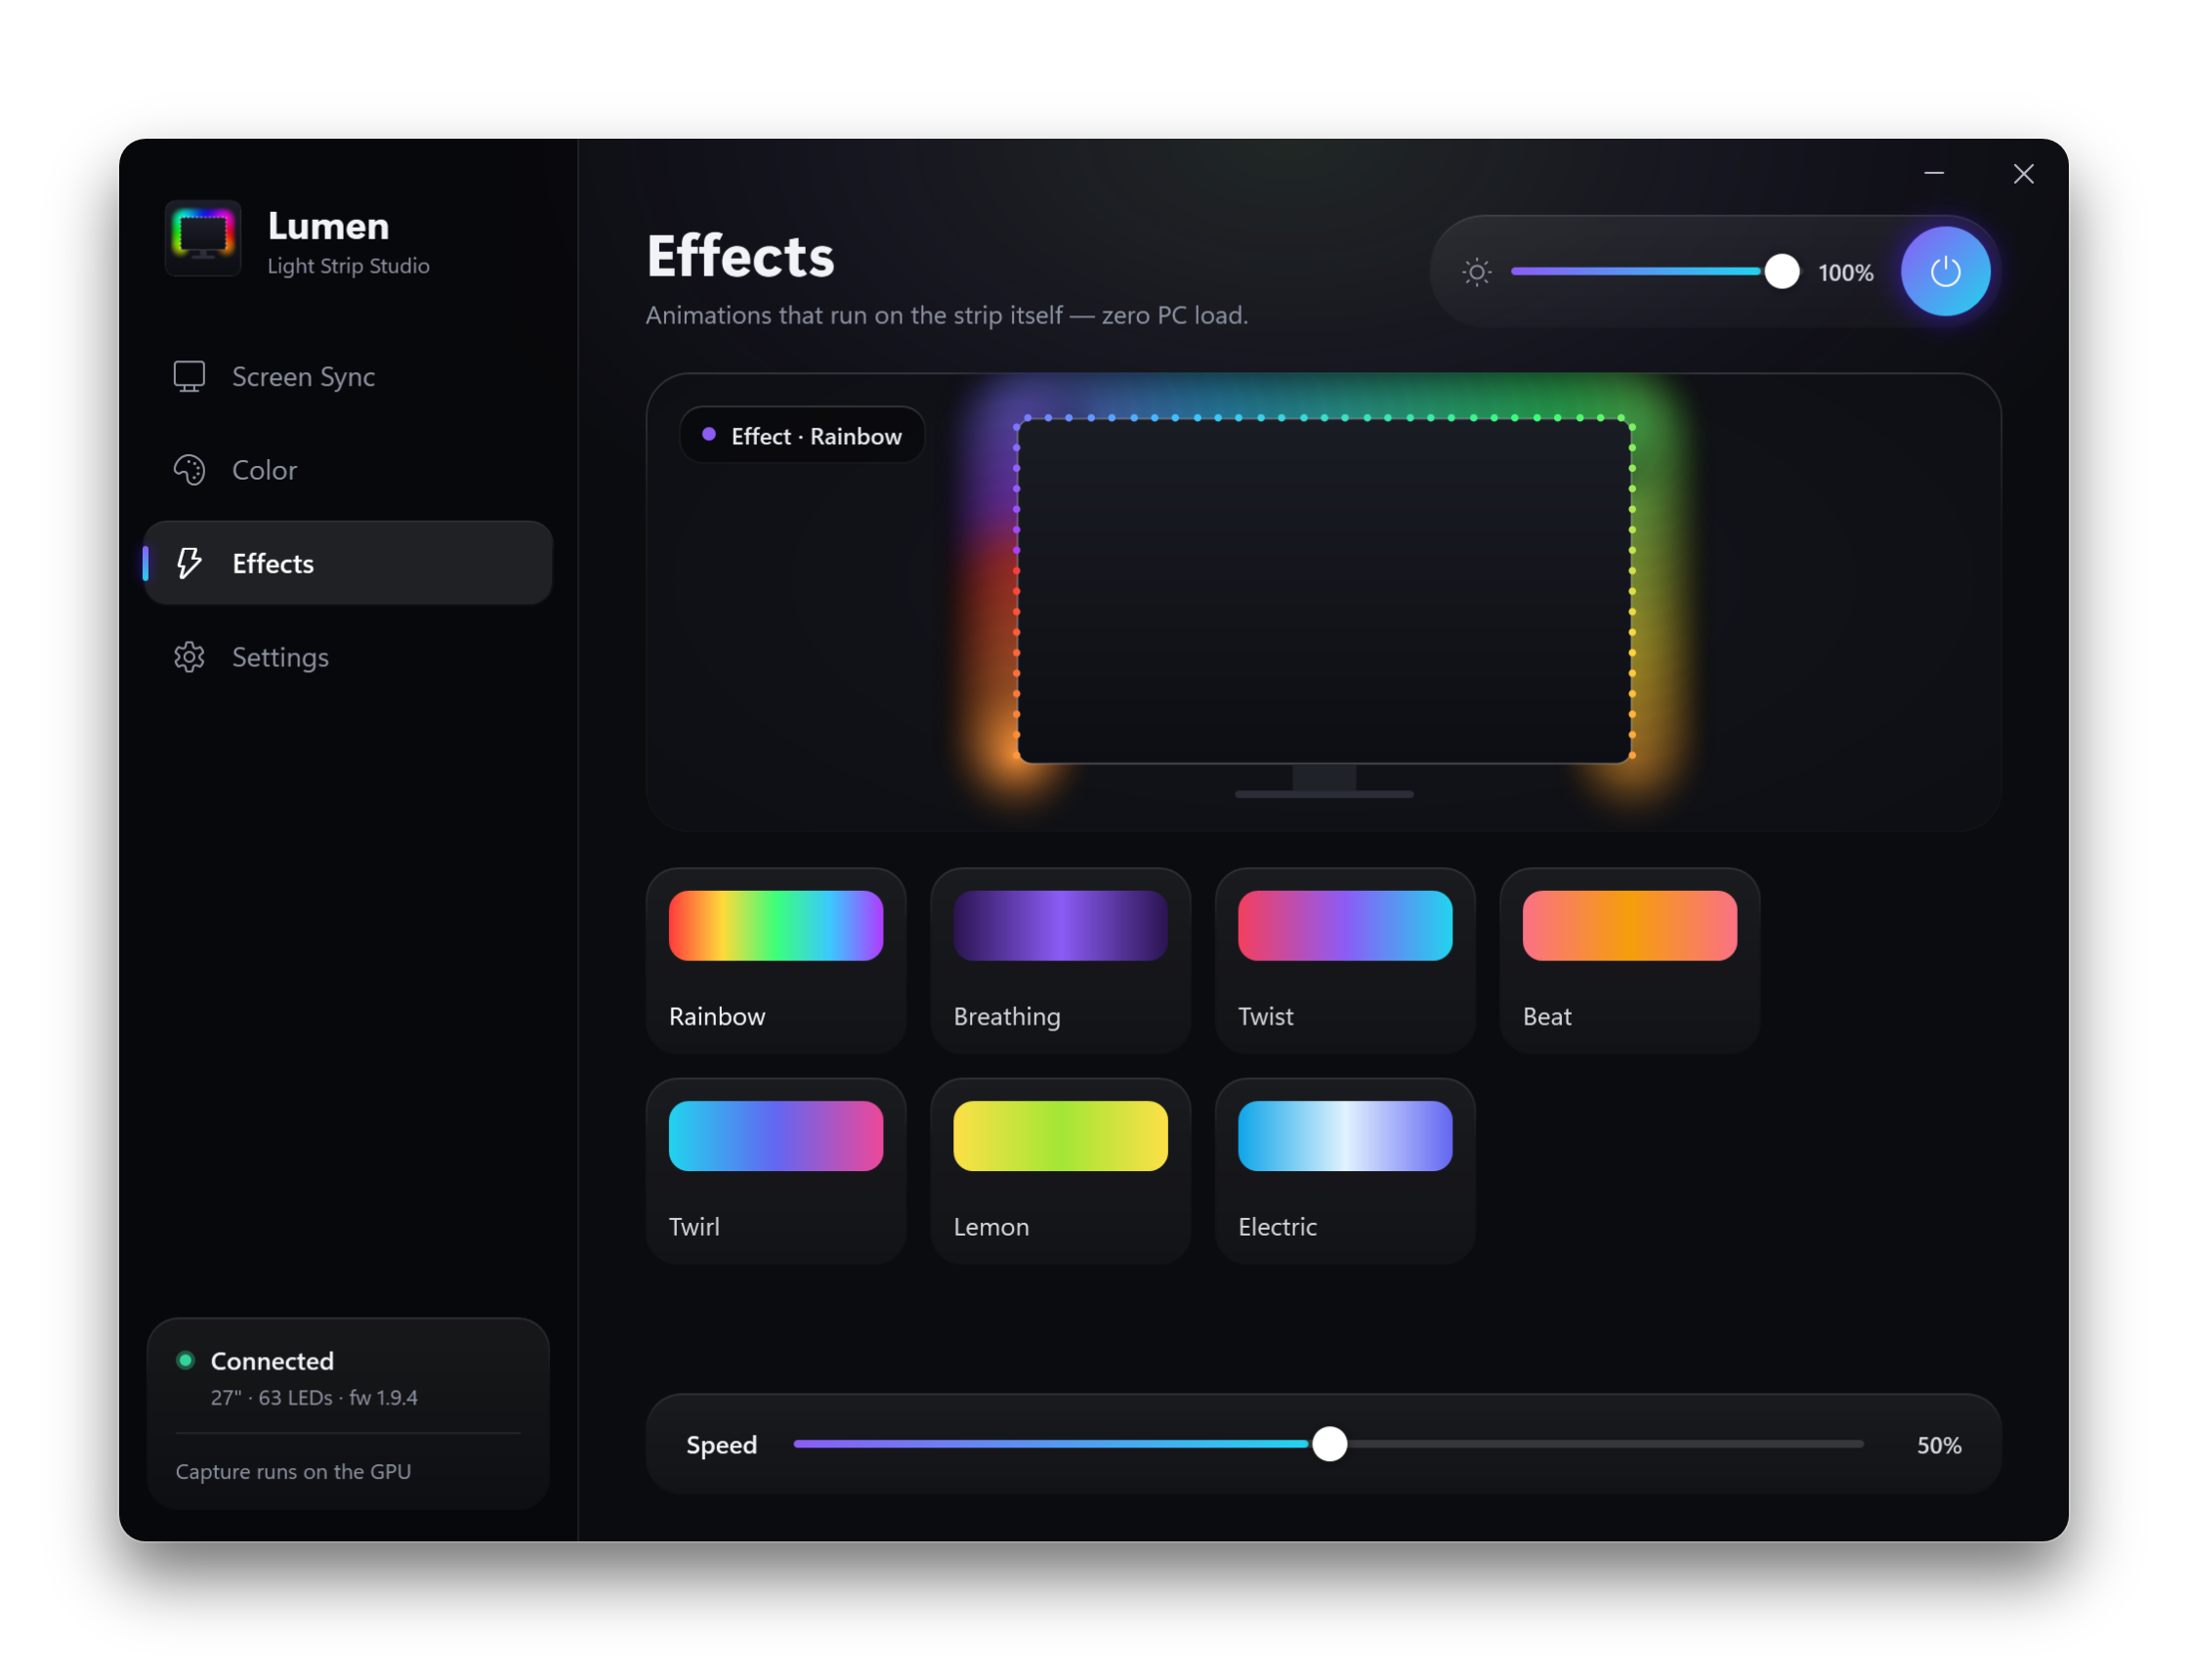 Lumen
Light Strip Studio
Screen Sync
Color
Effects
Settings
Connected
27" · 63 LEDs · fw 1.9.4
Capture runs on the GPU
Effects
Animations that run on the strip itself — zero PC load.
100%
Effect · Rainbow
Rainbow
Breathing
Twist
Beat
Twirl
Lemon
Electric
Speed
50%